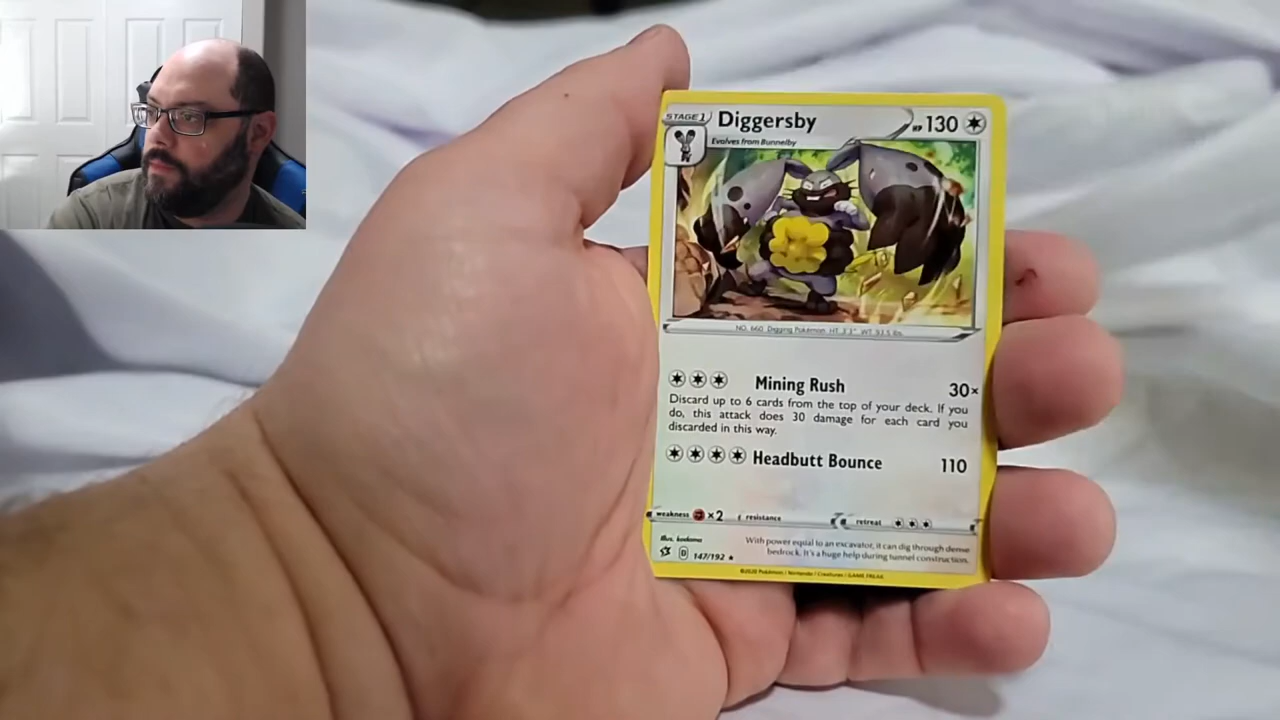 STAGE 1 Diggersby HP 130
Evolves from Bunnelby
NO. 660 Digging Pokémon HT: 3'3" WT: 93.5 lbs.
Mining Rush 30×
Discard up to 6 cards from the top of your deck. If you
do, this attack does 30 damage for each card you
discarded in this way.
Headbutt Bounce 110
weakness ×2 resistance retreat
Illus. kodama
With power equal to an excavator, it can dig through dense
bedrock. It's a huge help during tunnel construction.
D 147/192 ★
©2020 Pokémon / Nintendo / Creatures / GAME FREAK